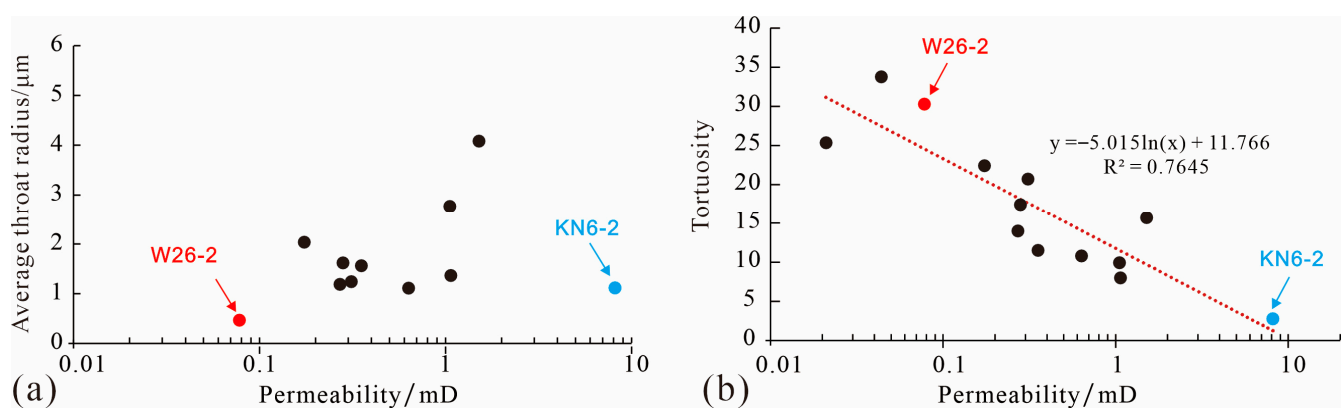 6
5
4
3
2
1
0
Average throat radius/μm
W26-2
KN6-2
0.01
0.1
1
10
Permeability/mD
(a)
40
35
30
25
20
15
10
5
0
Tortuosity
W26-2
y =−5.015ln(x) + 11.766
R² = 0.7645
KN6-2
0.01
0.1
1
10
Permeability/mD
(b)